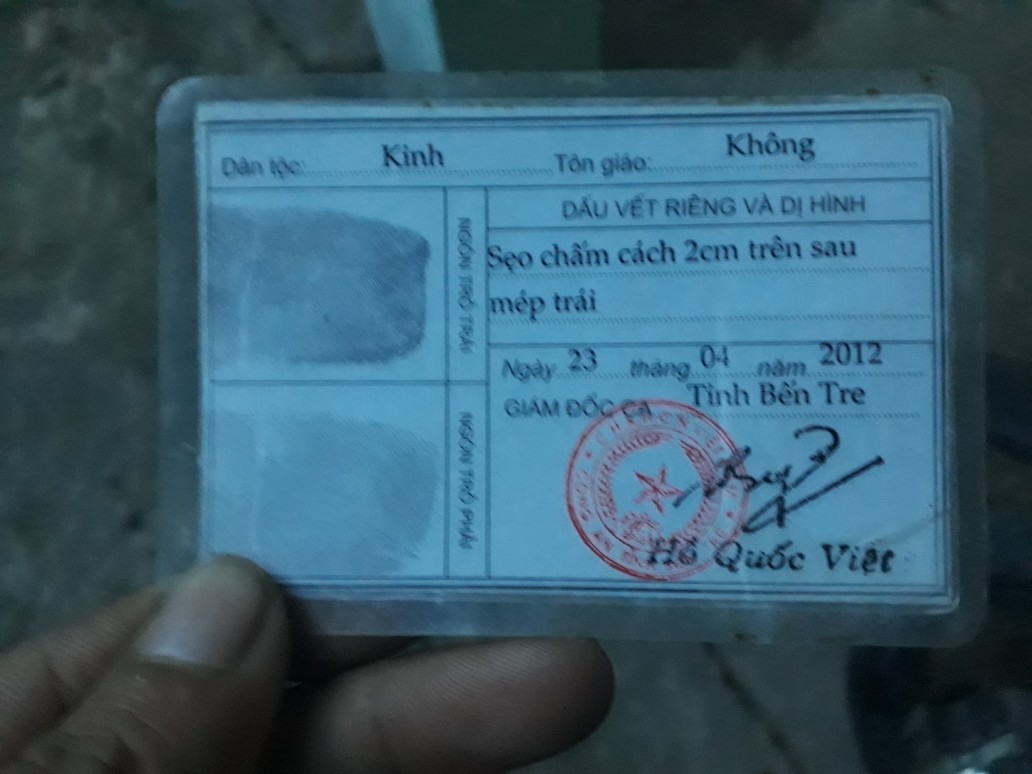 Dân tộc: Kinh Tôn giáo: Không
DẤU VẾT RIÊNG VÀ DỊ HÌNH
Sẹo chấm cách 2cm trên sau
mép trái
NGÓN TRỎ TRÁI
NGÓN TRỎ PHẢI
Ngày 23 tháng 04 năm 2012
GIÁM ĐỐC CA Tỉnh Bến Tre
Hồ Quốc Việt